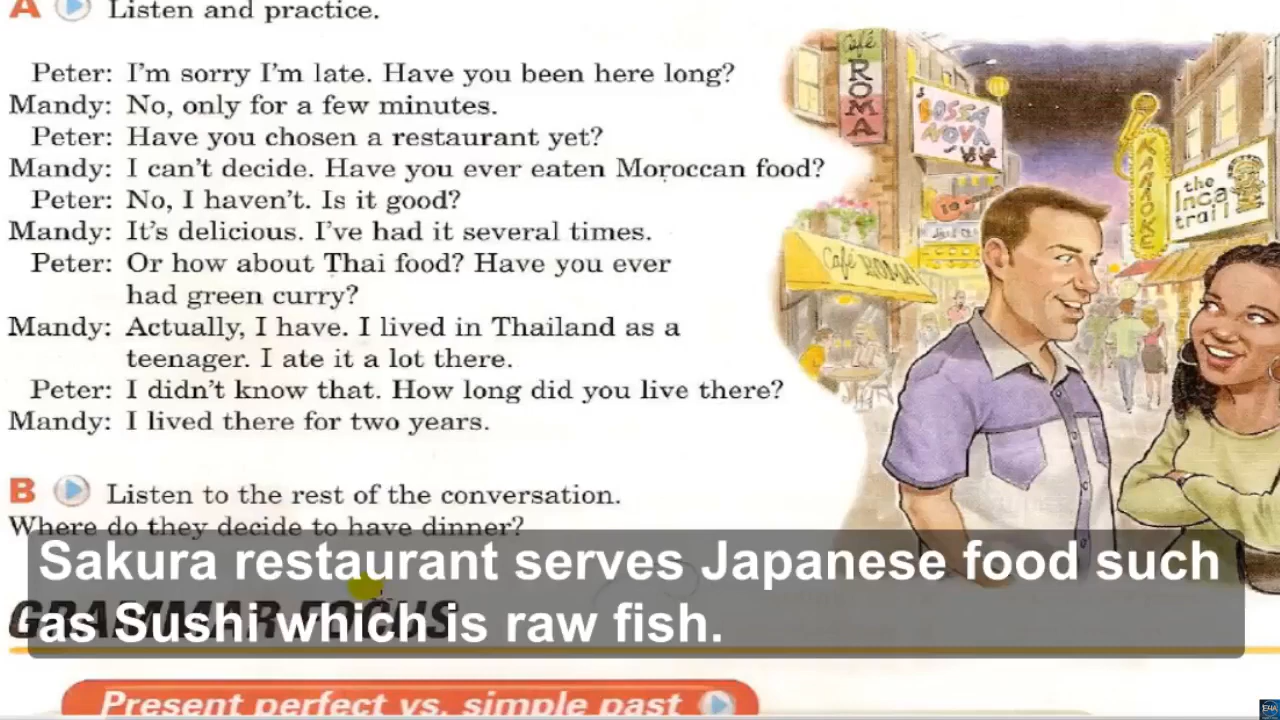 A Listen and practice.
Peter: I'm sorry I'm late. Have you been here long?
Mandy: No, only for a few minutes.
Peter: Have you chosen a restaurant yet?
Mandy: I can't decide. Have you ever eaten Moroccan food?
Peter: No, I haven't. Is it good?
Mandy: It's delicious. I've had it several times.
Peter: Or how about Thai food? Have you ever
had green curry?
Mandy: Actually, I have. I lived in Thailand as a
teenager. I ate it a lot there.
Peter: I didn't know that. How long did you live there?
Mandy: I lived there for two years.
B Listen to the rest of the conversation.
Where do they decide to have dinner?
Sakura restaurant serves Japanese food such
as Sushi which is raw fish.
GRAMMAR FOCUS
Present perfect vs. simple past
Café
ROMA
BOSSA
NOVA
KARAOKE
the
Inca
trail
Café ROMA